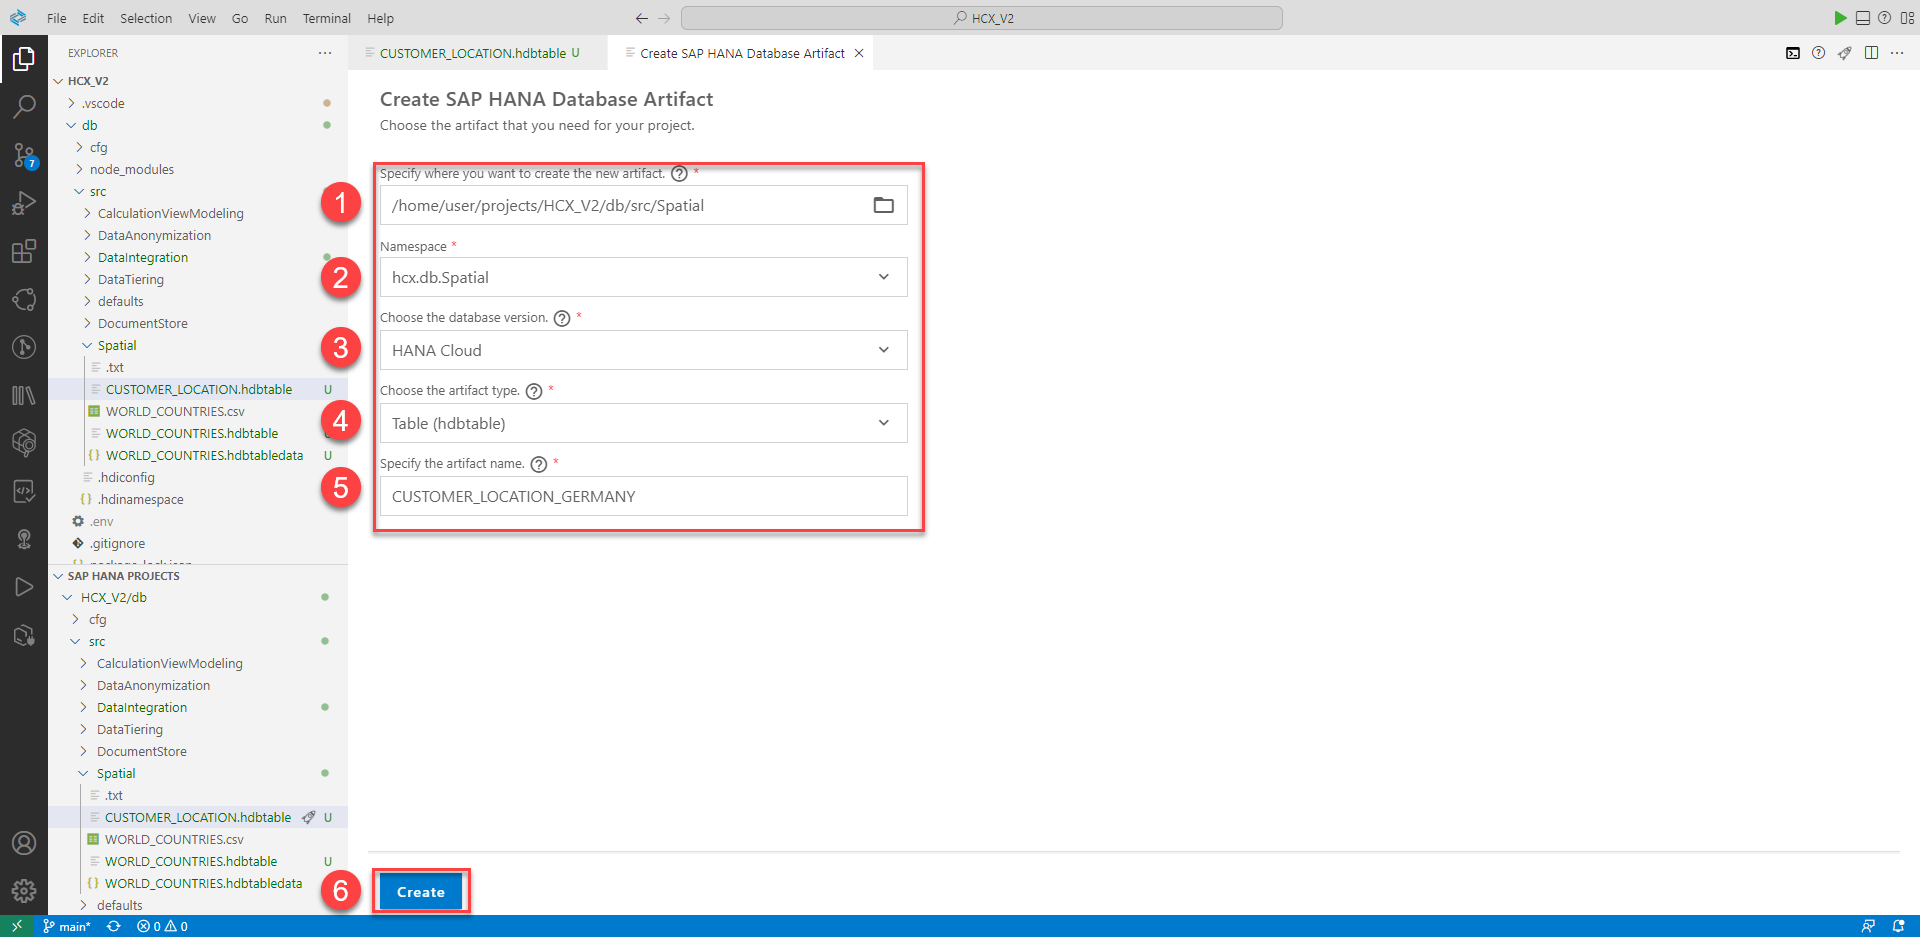 File Edit Selection View Go Run Terminal Help
HCX_V2
EXPLORER
HCX_V2
.vscode
db
cfg
node_modules
src
CalculationViewModeling
DataAnonymization
DataIntegration
DataTiering
defaults
DocumentStore
Spatial
.txt
CUSTOMER_LOCATION.hdbtable U
WORLD_COUNTRIES.csv
WORLD_COUNTRIES.hdbtable
WORLD_COUNTRIES.hdbtabledata U
.hdiconfig
.hdinamespace
.env
.gitignore
SAP HANA PROJECTS
HCX_V2/db
cfg
src
CalculationViewModeling
DataAnonymization
DataIntegration
DataTiering
DocumentStore
Spatial
.txt
CUSTOMER_LOCATION.hdbtable U
WORLD_COUNTRIES.csv
WORLD_COUNTRIES.hdbtable U
WORLD_COUNTRIES.hdbtabledata
defaults
7
CUSTOMER_LOCATION.hdbtable U
Create SAP HANA Database Artifact
Create SAP HANA Database Artifact
Choose the artifact that you need for your project.
Specify where you want to create the new artifact. ? *
1 /home/user/projects/HCX_V2/db/src/Spatial
Namespace *
2 hcx.db.Spatial
Choose the database version. ? *
3 HANA Cloud
Choose the artifact type. ? *
4 Table (hdbtable)
Specify the artifact name. ? *
5 CUSTOMER_LOCATION_GERMANY
6 Create
main* 0 0